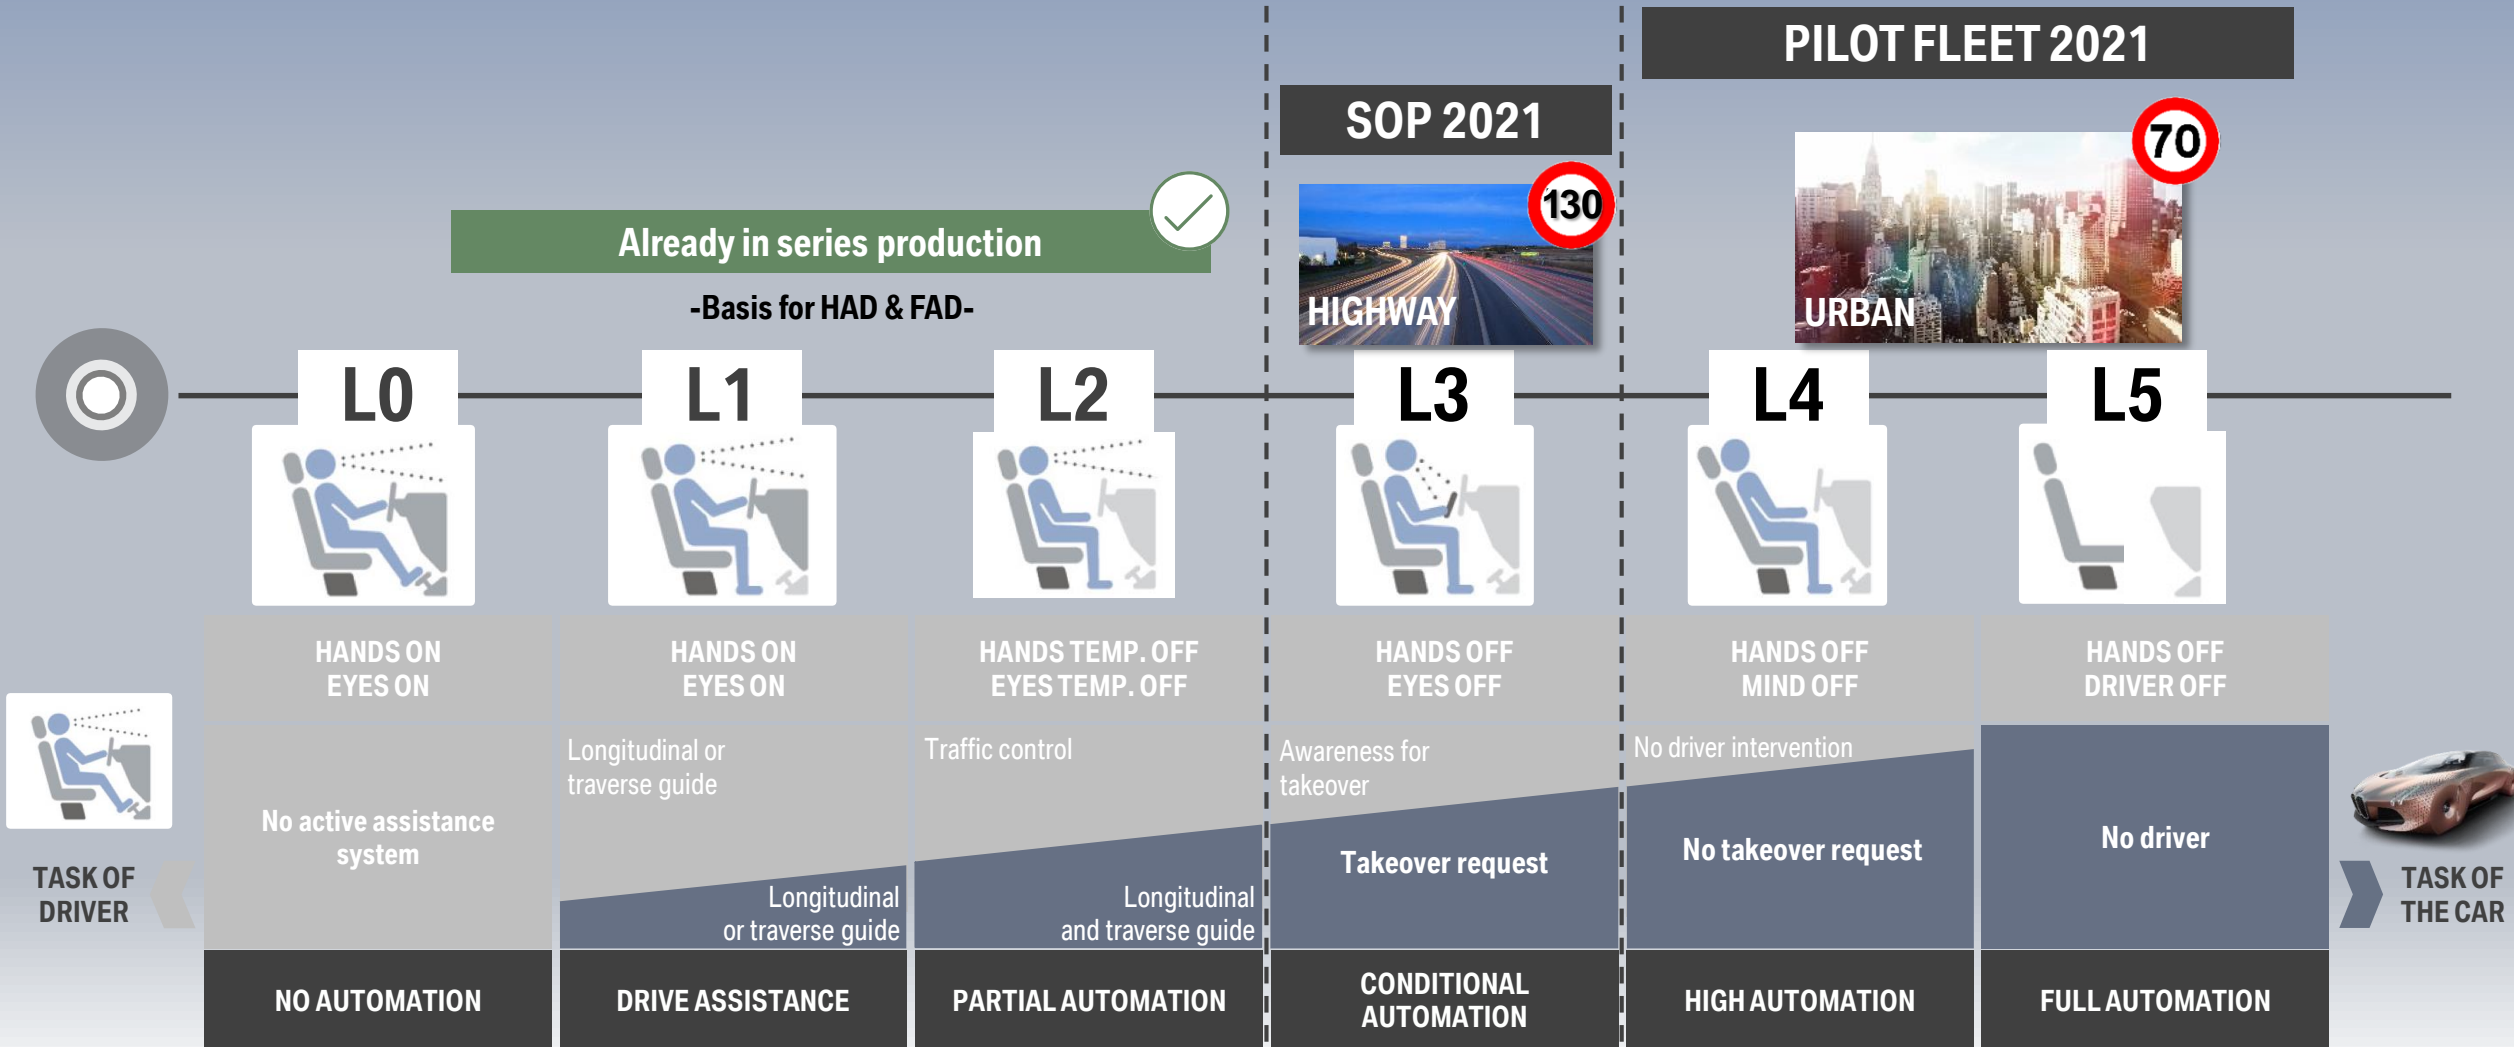 PILOT FLEET 2021
SOP 2021
70
130
Already in series production
-Basis for HAD & FAD-
HIGHWAY
URBAN
L0
L1
L2
L3
L4
L5
HANDS ON
EYES ON
HANDS ON
EYES ON
HANDS TEMP. OFF
EYES TEMP. OFF
HANDS OFF
EYES OFF
HANDS OFF
MIND OFF
HANDS OFF
DRIVER OFF
No active assistance
system
Longitudinal or
traverse guide
Longitudinal
or traverse guide
Traffic control
Longitudinal
and traverse guide
Awareness for
takeover
Takeover request
No driver intervention
No takeover request
No driver
TASK OF
DRIVER
TASK OF
THE CAR
NO AUTOMATION
DRIVE ASSISTANCE
PARTIAL AUTOMATION
CONDITIONAL
AUTOMATION
HIGH AUTOMATION
FULL AUTOMATION